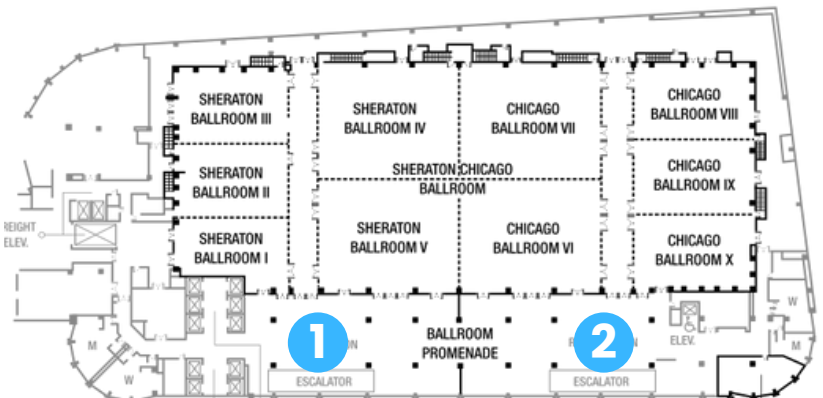 SHERATON
BALLROOM III
SHERATON
BALLROOM IV
CHICAGO
BALLROOM VII
CHICAGO
BALLROOM VIII
SHERATON
BALLROOM II
SHERATON CHICAGO
BALLROOM
CHICAGO
BALLROOM IX
SHERATON
BALLROOM I
SHERATON
BALLROOM V
CHICAGO
BALLROOM VI
CHICAGO
BALLROOM X
ELEV.
1
BALLROOM
PROMENADE
2
ELEV.
W
M
M
W
ESCALATOR
ESCALATOR